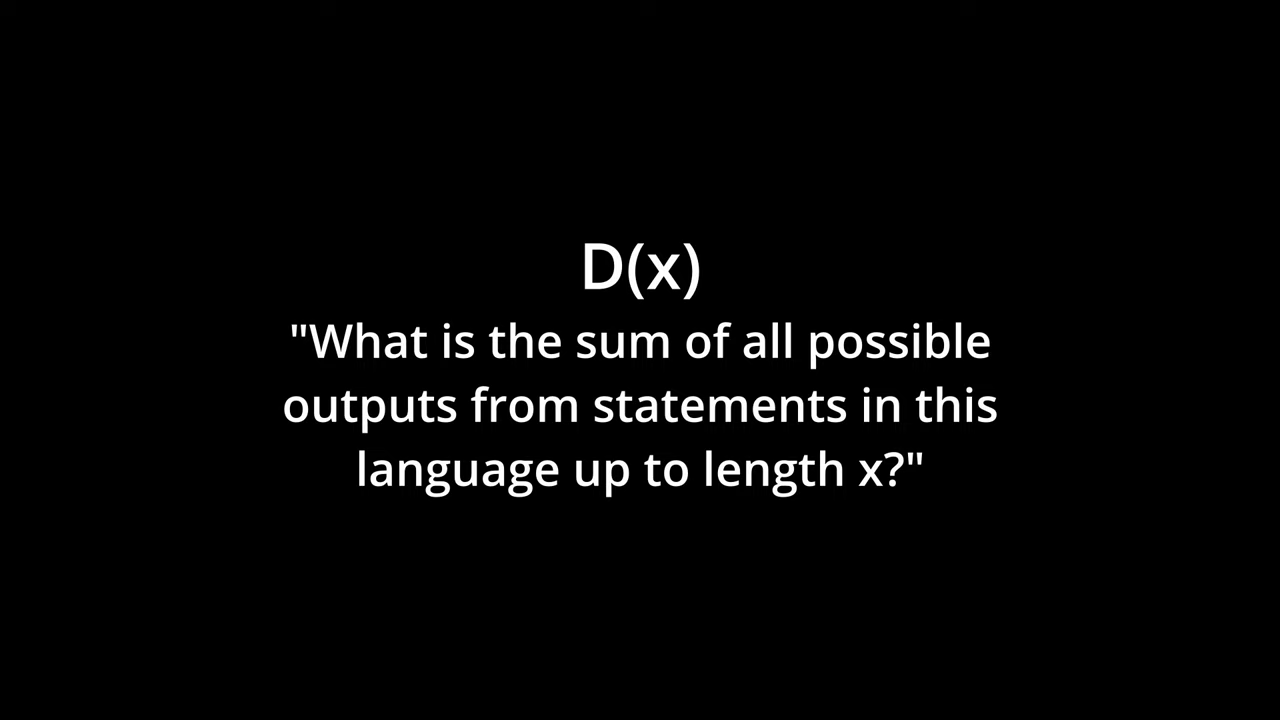 D(x)
"What is the sum of all possible
outputs from statements in this
language up to length x?"